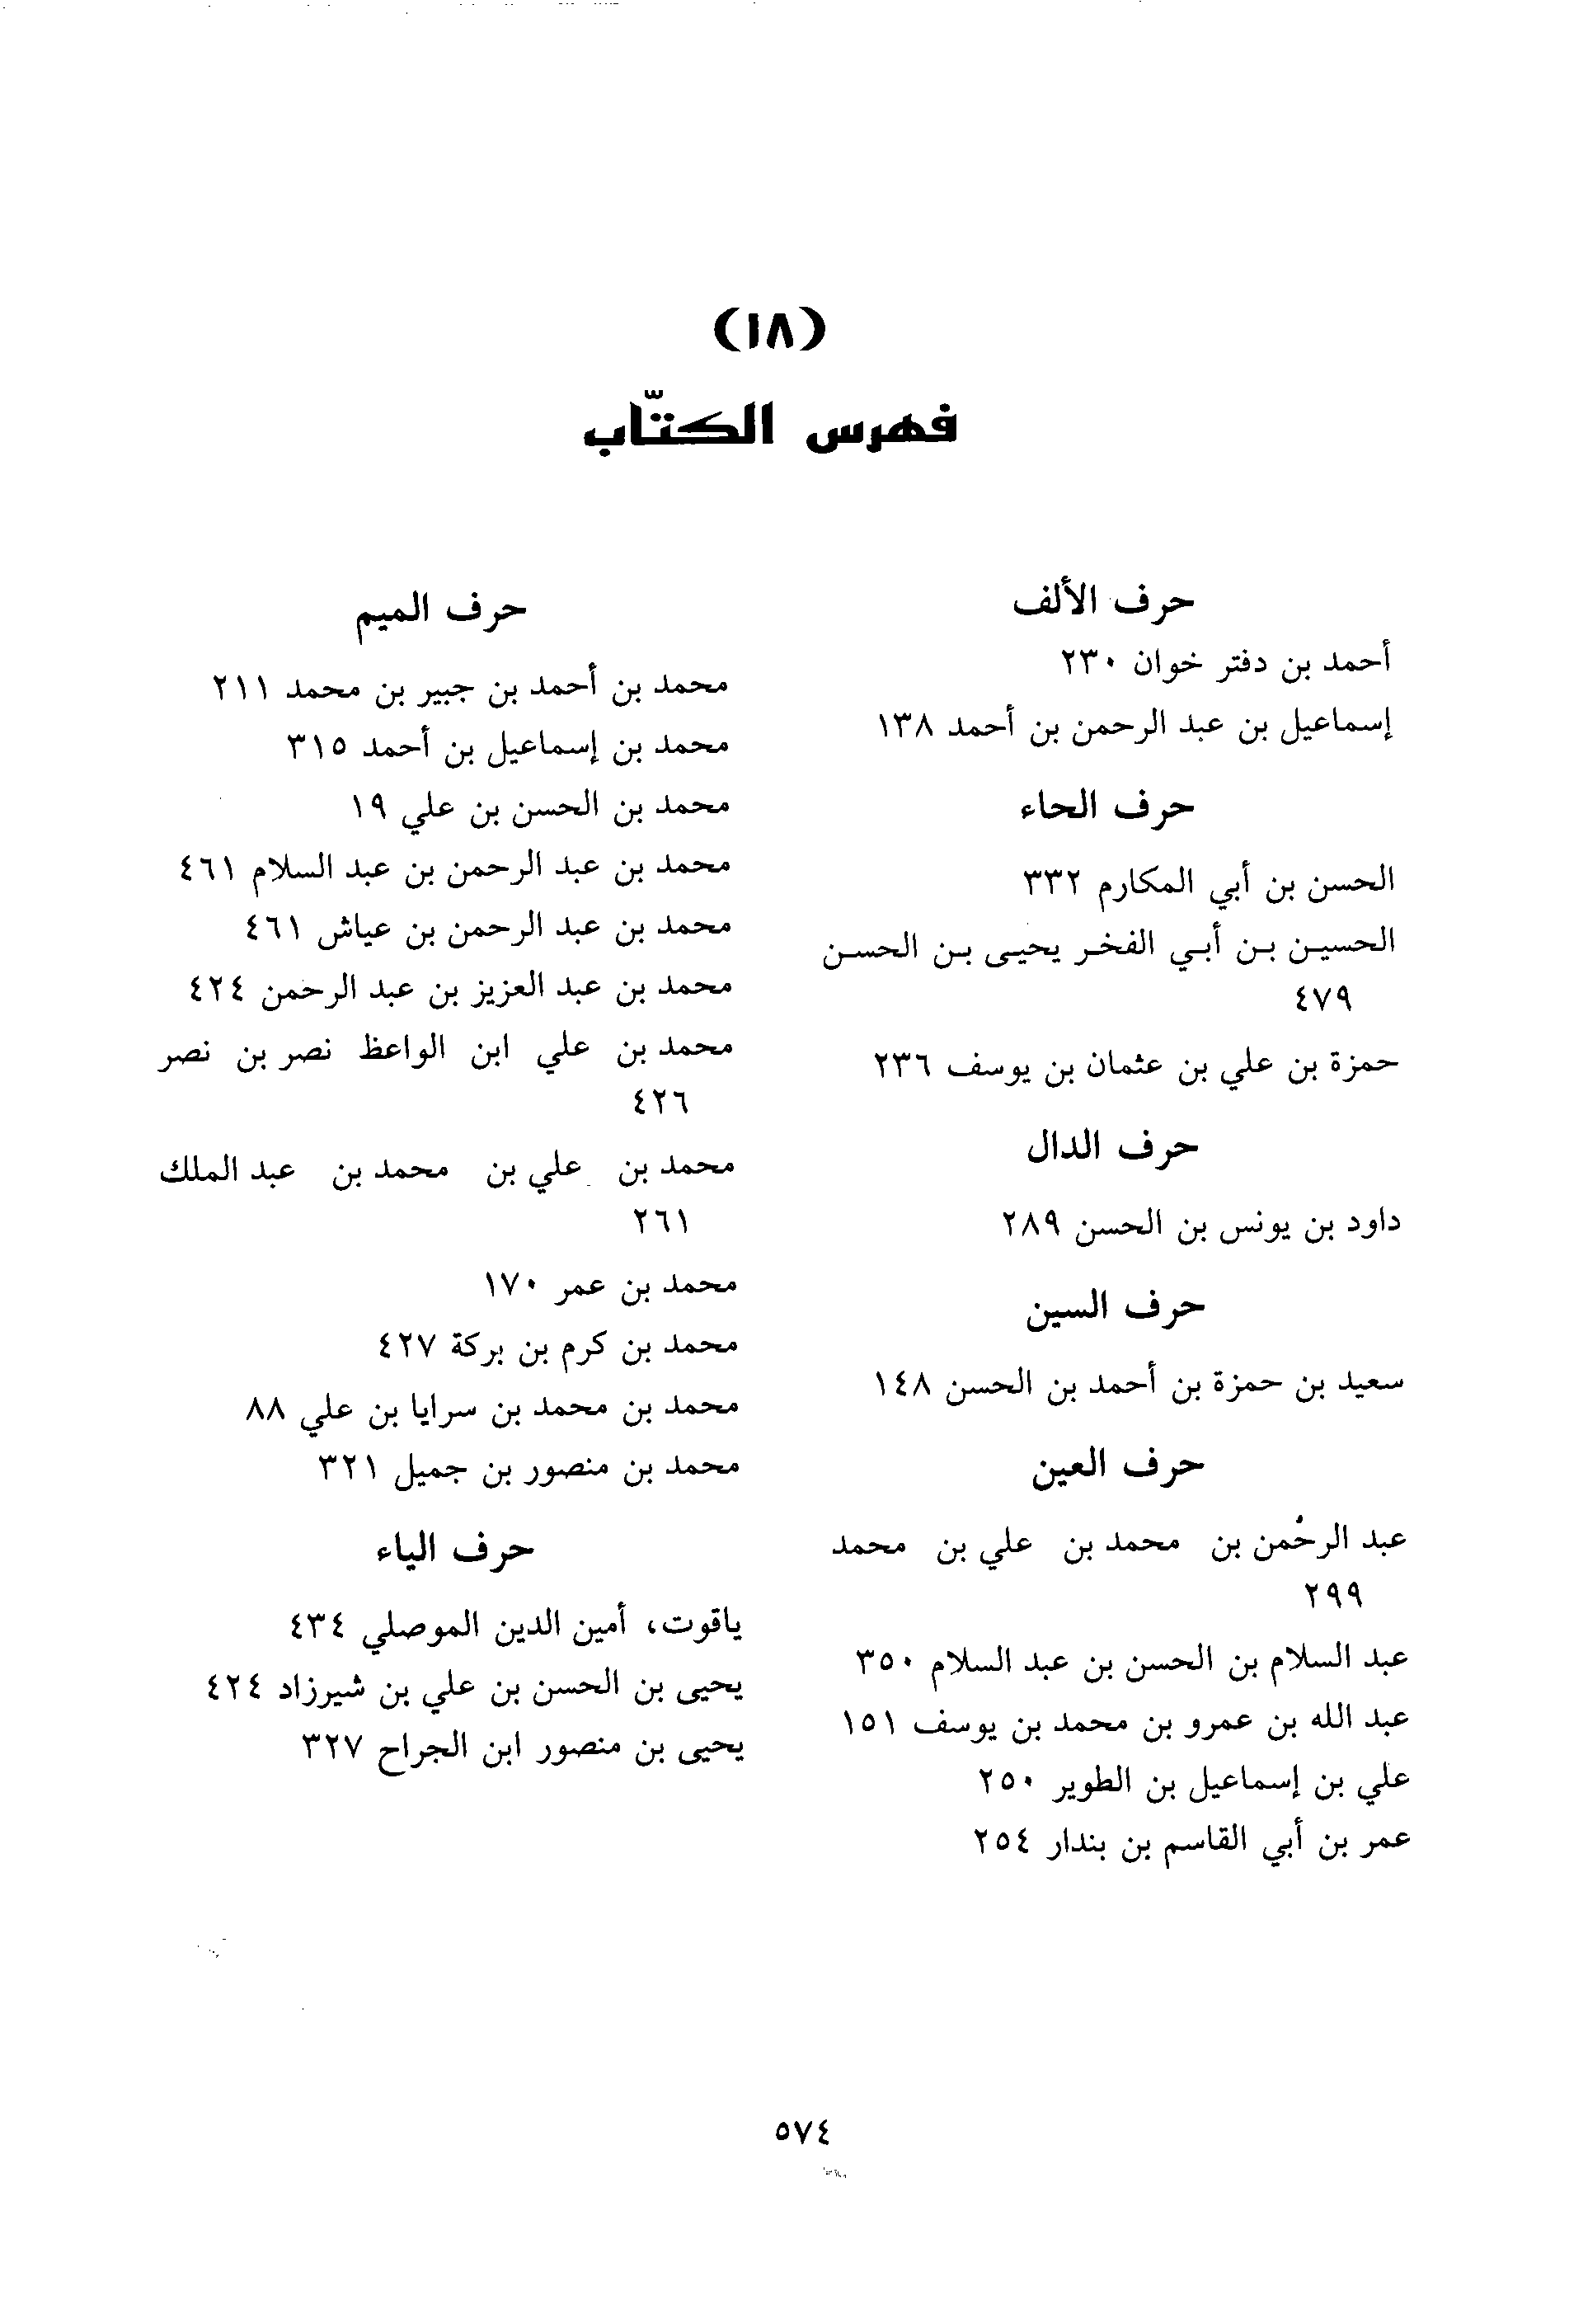 (١٨)
فهرس الكتّاب
حرف الألف
أحمد بن دفتر خوان ٢٣٠
إسماعيل بن عبد الرحمن بن أحمد ١٣٨
حرف الحاء
الحسن بن أبي المكارم ٣٣٢
الحسيـن بـن أبـي الفخـر يحيـى بـن الحسـن
٤٧٩
حمزة بن علي بن عثمان بن يوسف ٢٣٦
حرف الدال
داود بن يونس بن الحسن ٢٨٩
حرف السين
سعيد بن حمزة بن أحمد بن الحسن ١٤٨
حرف العين
عبد الرحُمن بن محمد بن علي بن محمد
٢٩٩
عبد السلام بن الحسن بن عبد السلام ٣٥٠
عبد الله بن عمرو بن محمد بن يوسف ١٥١
علي بن إسماعيل بن الطوير ٢٥٠
عمر بن أبي القاسم بن بندار ٢٥٤
حرف الميم
محمد بن أحمد بن جبير بن محمد ٢١١
محمد بن إسماعيل بن أحمد ٣١٥
محمد بن الحسن بن علي ١٩
محمد بن عبد الرحمن بن عبد السلام ٤٦١
محمد بن عبد الرحمن بن عياش ٤٦١
محمد بن عبد العزيز بن عبد الرحمن ٤٢٤
محمد بن علي ابن الواعظ نصر بن نصر
٤٢٦
محمد بن علي بن محمد بن عبد الملك
٢٦١
محمد بن عمر ١٧٠
محمد بن كرم بن بركة ٤٢٧
محمد بن محمد بن سرايا بن علي ٨٨
محمد بن منصور بن جميل ٣٢١
حرف الياء
ياقوت، أمين الدين الموصلي ٤٣٤
يحيى بن الحسن بن علي بن شيرزاد ٤٢٤
يحيى بن منصور ابن الجراح ٣٢٧
٥٧٤